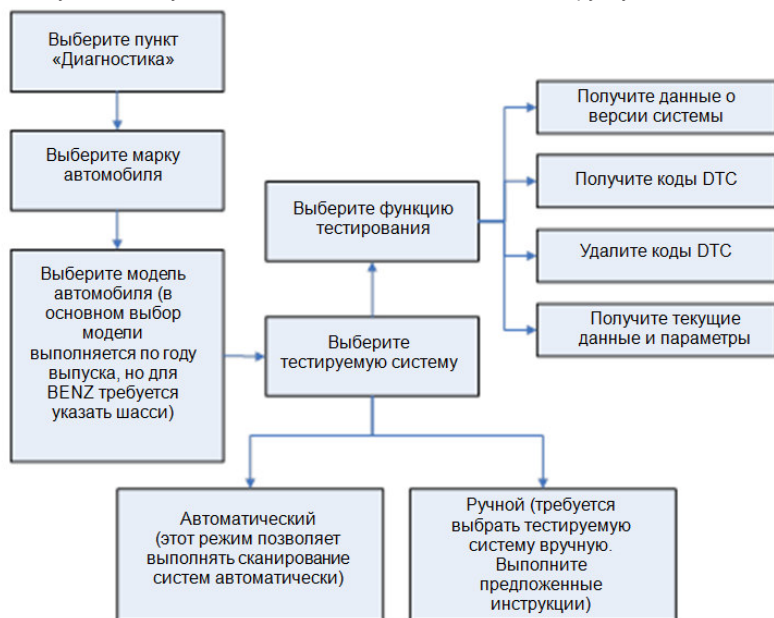 Выберите пункт
«Диагностика»
Выберите марку
автомобиля
Выберите модель
автомобиля (в
основном выбор
модели
выполняется по году
выпуска, но для
BENZ требуется
указать шасси)
Выберите
тестируемую систему
Выберите функцию
тестирования
Получите данные о
версии системы
Получите коды DTC
Удалите коды DTC
Получите текущие
данные и параметры
Автоматический
(этот режим позволяет
выполнять сканирование
систем автоматически)
Ручной (требуется
выбрать тестируемую
систему вручную.
Выполните
предложенные
инструкции)